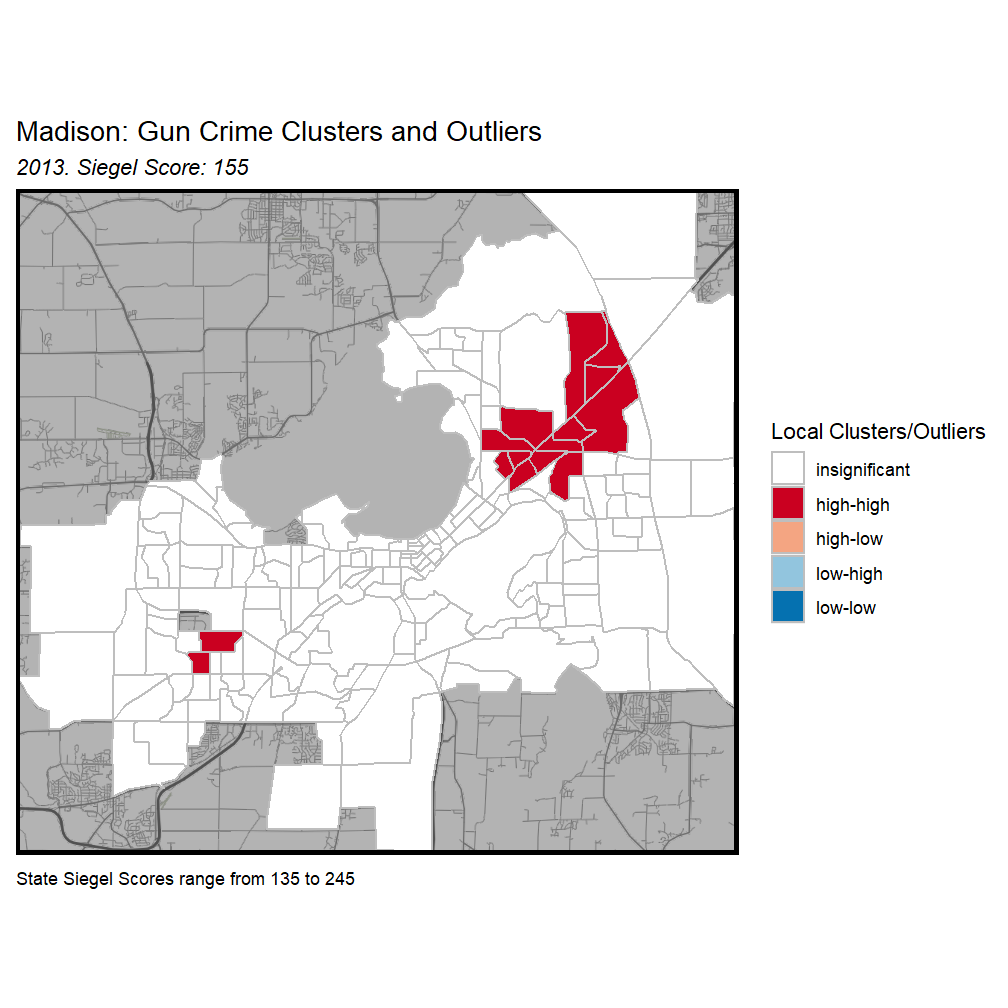 Madison: Gun Crime Clusters and Outliers
2013. Siegel Score: 155
Local Clusters/Outliers
insignificant
high-high
high-low
low-high
low-low
State Siegel Scores range from 135 to 245